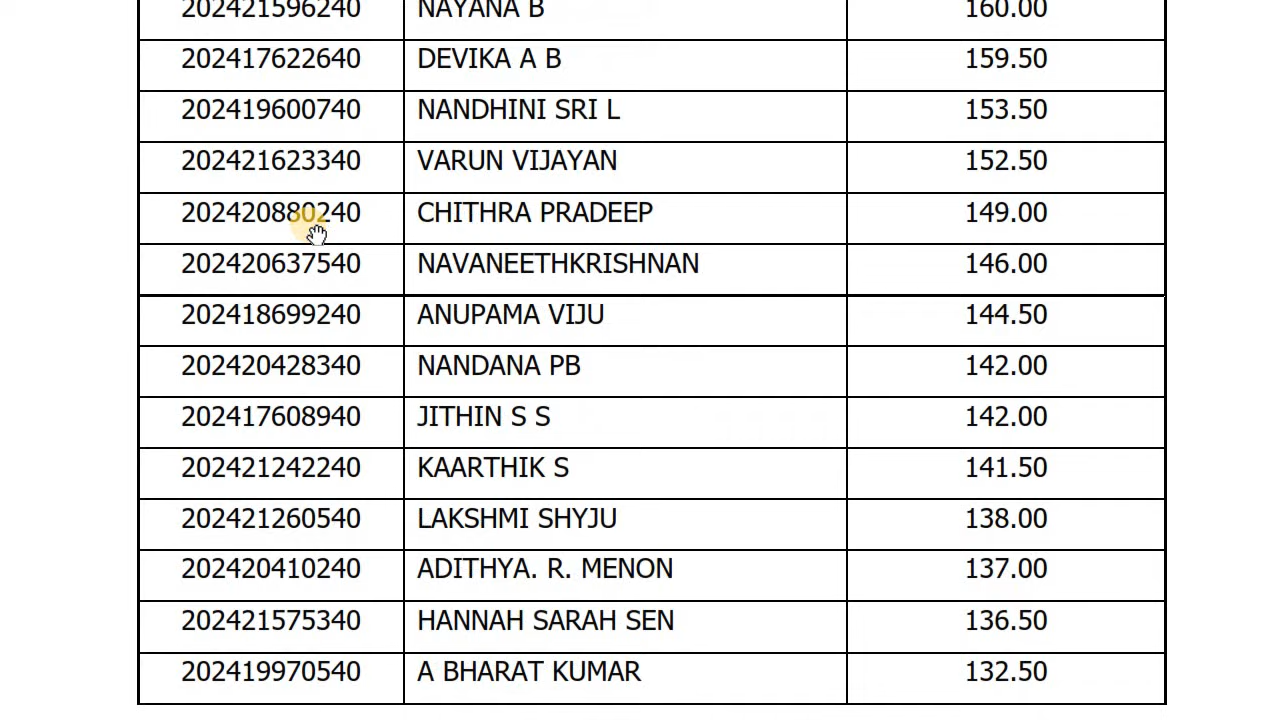 202421596240 NAYANA B 160.00
202417622640 DEVIKA A B 159.50
202419600740 NANDHINI SRI L 153.50
202421623340 VARUN VIJAYAN 152.50
202420880240 CHITHRA PRADEEP 149.00
202420637540 NAVANEETHKRISHNAN 146.00
202418699240 ANUPAMA VIJU 144.50
202420428340 NANDANA PB 142.00
202417608940 JITHIN S S 142.00
202421242240 KAARTHIK S 141.50
202421260540 LAKSHMI SHYJU 138.00
202420410240 ADITHYA. R. MENON 137.00
202421575340 HANNAH SARAH SEN 136.50
202419970540 A BHARAT KUMAR 132.50